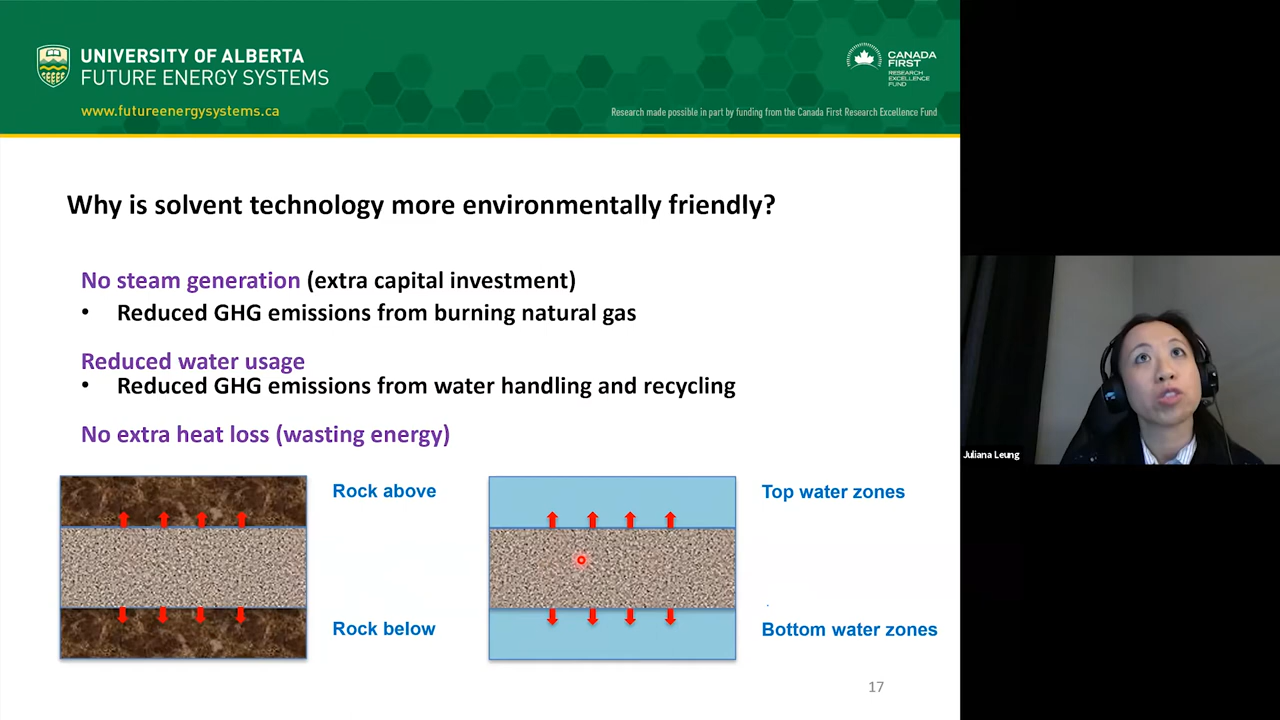 UNIVERSITY OF ALBERTA
FUTURE ENERGY SYSTEMS
www.futureenergysystems.ca
CANADA
FIRST
RESEARCH
EXCELLENCE
FUND
Research made possible in part by funding from the Canada First Research Excellence Fund
Why is solvent technology more environmentally friendly?
No steam generation (extra capital investment)
• Reduced GHG emissions from burning natural gas
Reduced water usage
• Reduced GHG emissions from water handling and recycling
No extra heat loss (wasting energy)
Rock above
Top water zones
Rock below
Bottom water zones
17
Juliana Leung